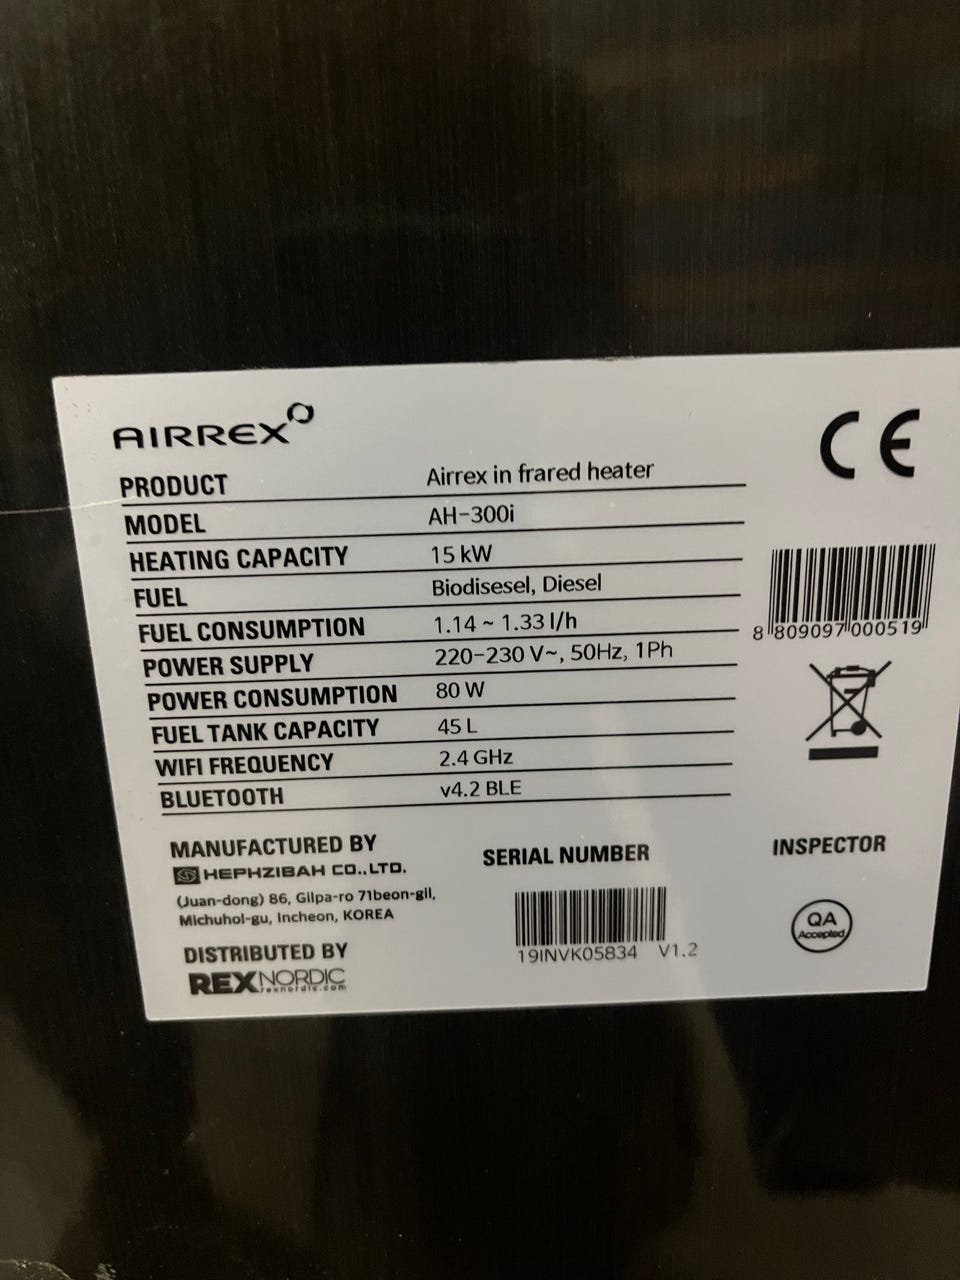 AIRREX
PRODUCT Airrex in frared heater
MODEL AH-300i
HEATING CAPACITY 15 kW
FUEL Biodisesel, Diesel
FUEL CONSUMPTION 1.14 ~ 1.33 l/h
POWER SUPPLY 220-230 V~, 50Hz, 1Ph
POWER CONSUMPTION 80 W
FUEL TANK CAPACITY 45 L
WIFI FREQUENCY 2.4 GHz
BLUETOOTH v4.2 BLE
CE
8 809097 000519
MANUFACTURED BY
HEPHZIBAH CO.,LTD.
(Juan-dong) 86, Gilpa-ro 71beon-gil,
Michuhol-gu, Incheon, KOREA
DISTRIBUTED BY
REXNORDIC
rexnordic.com
SERIAL NUMBER
19INVK05834 V1.2
INSPECTOR
QA
Accepted